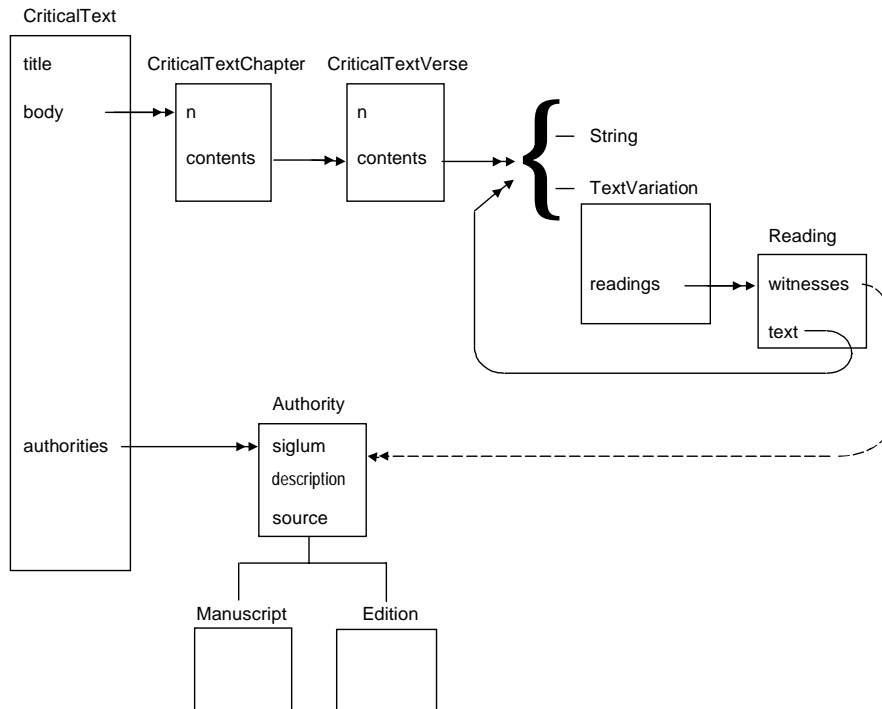 CriticalText
title
body
authorities
CriticalTextChapter
n
contents
CriticalTextVerse
n
contents
{
— String
— TextVariation
readings
Reading
witnesses
text
Authority
siglum
description
source
Manuscript
Edition